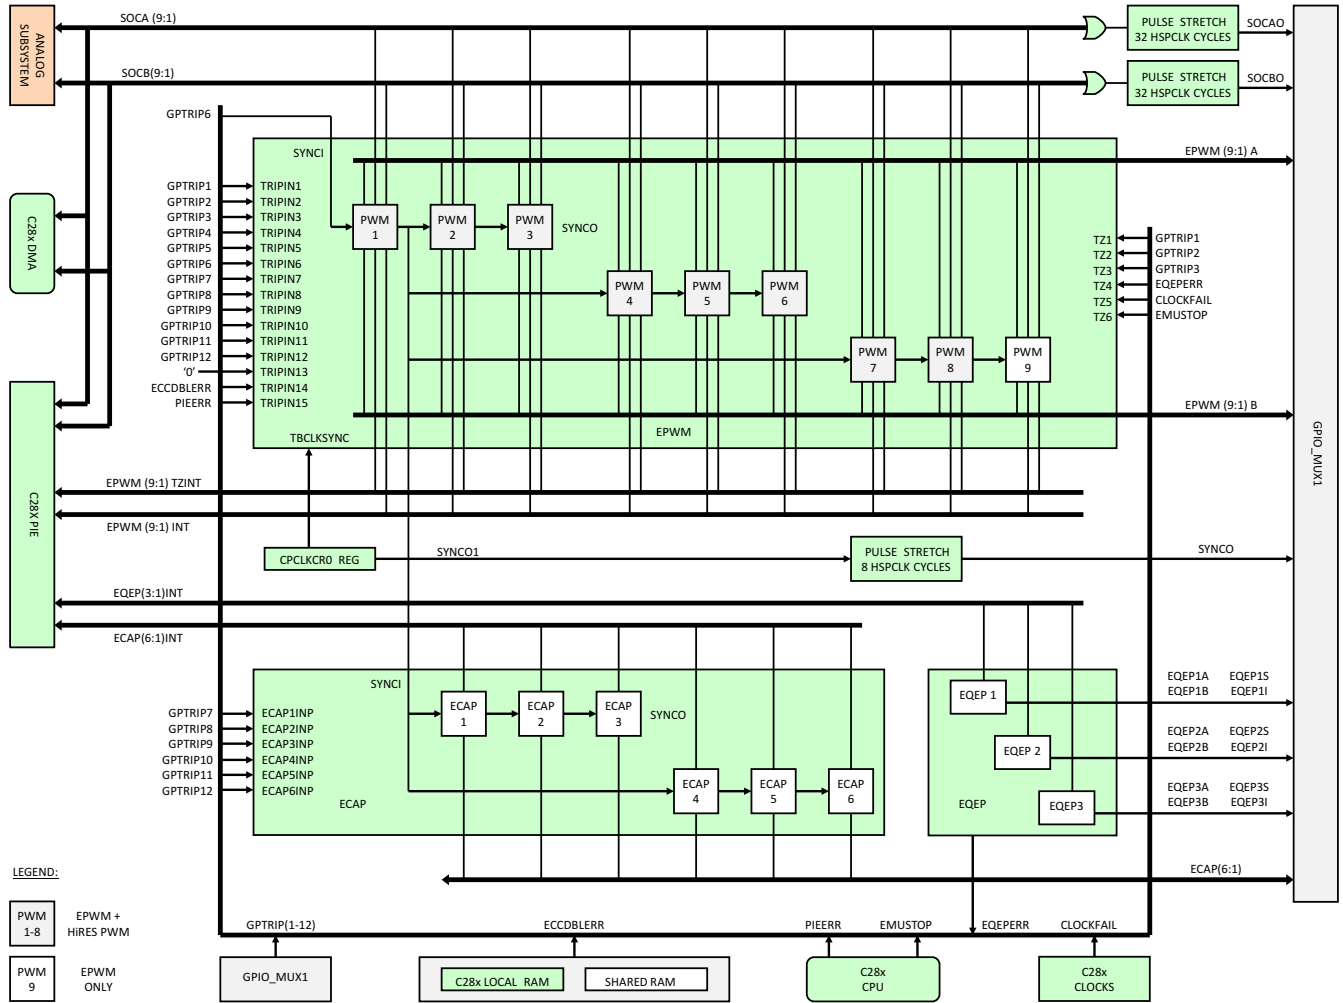 SOCA (9:1)
ANALOG
SUBSYSTEM
PULSE STRETCH
32 HSPCLK CYCLES
SOCAO
SOCB(9:1)
PULSE STRETCH
32 HSPCLK CYCLES
SOCBO
GPTRIP6
SYNCI
EPWM (9:1) A
GPTRIP1
GPTRIP2
GPTRIP3
GPTRIP4
GPTRIP5
GPTRIP6
GPTRIP7
GPTRIP8
GPTRIP9
GPTRIP10
GPTRIP11
GPTRIP12
‘0’
ECCDBLERR
PIEERR
TRIPIN1
TRIPIN2
TRIPIN3
TRIPIN4
TRIPIN5
TRIPIN6
TRIPIN7
TRIPIN8
TRIPIN9
TRIPIN10
TRIPIN11
TRIPIN12
TRIPIN13
TRIPIN14
TRIPIN15
C28x DMA
PWM
1
PWM
2
PWM
3
SYNCO
PWM
4
PWM
5
PWM
6
PWM
7
PWM
8
PWM
9
TZ1
TZ2
TZ3
TZ4
TZ5
TZ6
GPTRIP1
GPTRIP2
GPTRIP3
EQEPERR
CLOCKFAIL
EMUSTOP
EPWM (9:1) B
EPWM
TBCLKSYNC
GPIO_MUX1
C28X PIE
EPWM (9:1) TZINT
EPWM (9:1) INT
CPCLKCR0 REG
SYNCO1
PULSE STRETCH
8 HSPCLK CYCLES
SYNCO
EQEP(3:1)INT
ECAP(6:1)INT
SYNCI
GPTRIP7
GPTRIP8
GPTRIP9
GPTRIP10
GPTRIP11
GPTRIP12
ECAP1INP
ECAP2INP
ECAP3INP
ECAP4INP
ECAP5INP
ECAP6INP
ECAP
1
ECAP
2
ECAP
3
SYNCO
ECAP
4
ECAP
5
ECAP
6
ECAP
EQEP 1
EQEP 2
EQEP3
EQEP
EQEP1A EQEP1S
EQEP1B EQEP1I
EQEP2A EQEP2S
EQEP2B EQEP2I
EQEP3A EQEP3S
EQEP3B EQEP3I
ECAP(6:1)
LEGEND:
PWM
1-8
EPWM +
HiRES PWM
PWM
9
EPWM
ONLY
GPTRIP(1-12)
ECCDBLERR
PIEERR
EMUSTOP
EQEPERR
CLOCKFAIL
GPIO_MUX1
C28x LOCAL RAM
SHARED RAM
C28x
CPU
C28x
CLOCKS